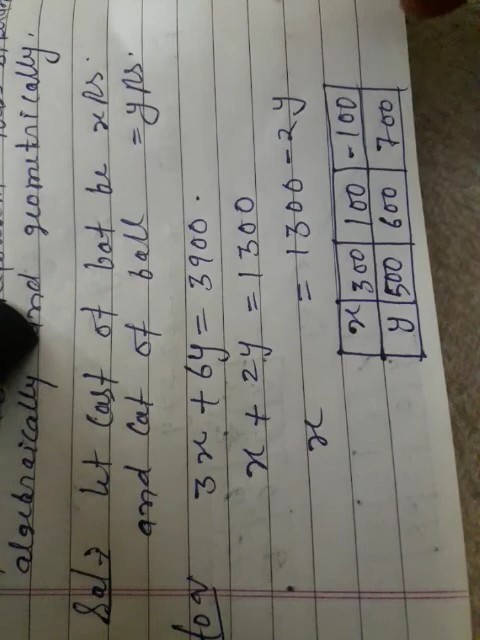 algebraically and geometrically.
Sol→ let Cost of bat be x Rs.
and Cat of ball = y Rs.
for 3x + 6y = 3900.
x + 2y = 1300
x = 1300 - 2y
x 300 100 -100
y 500 600 700